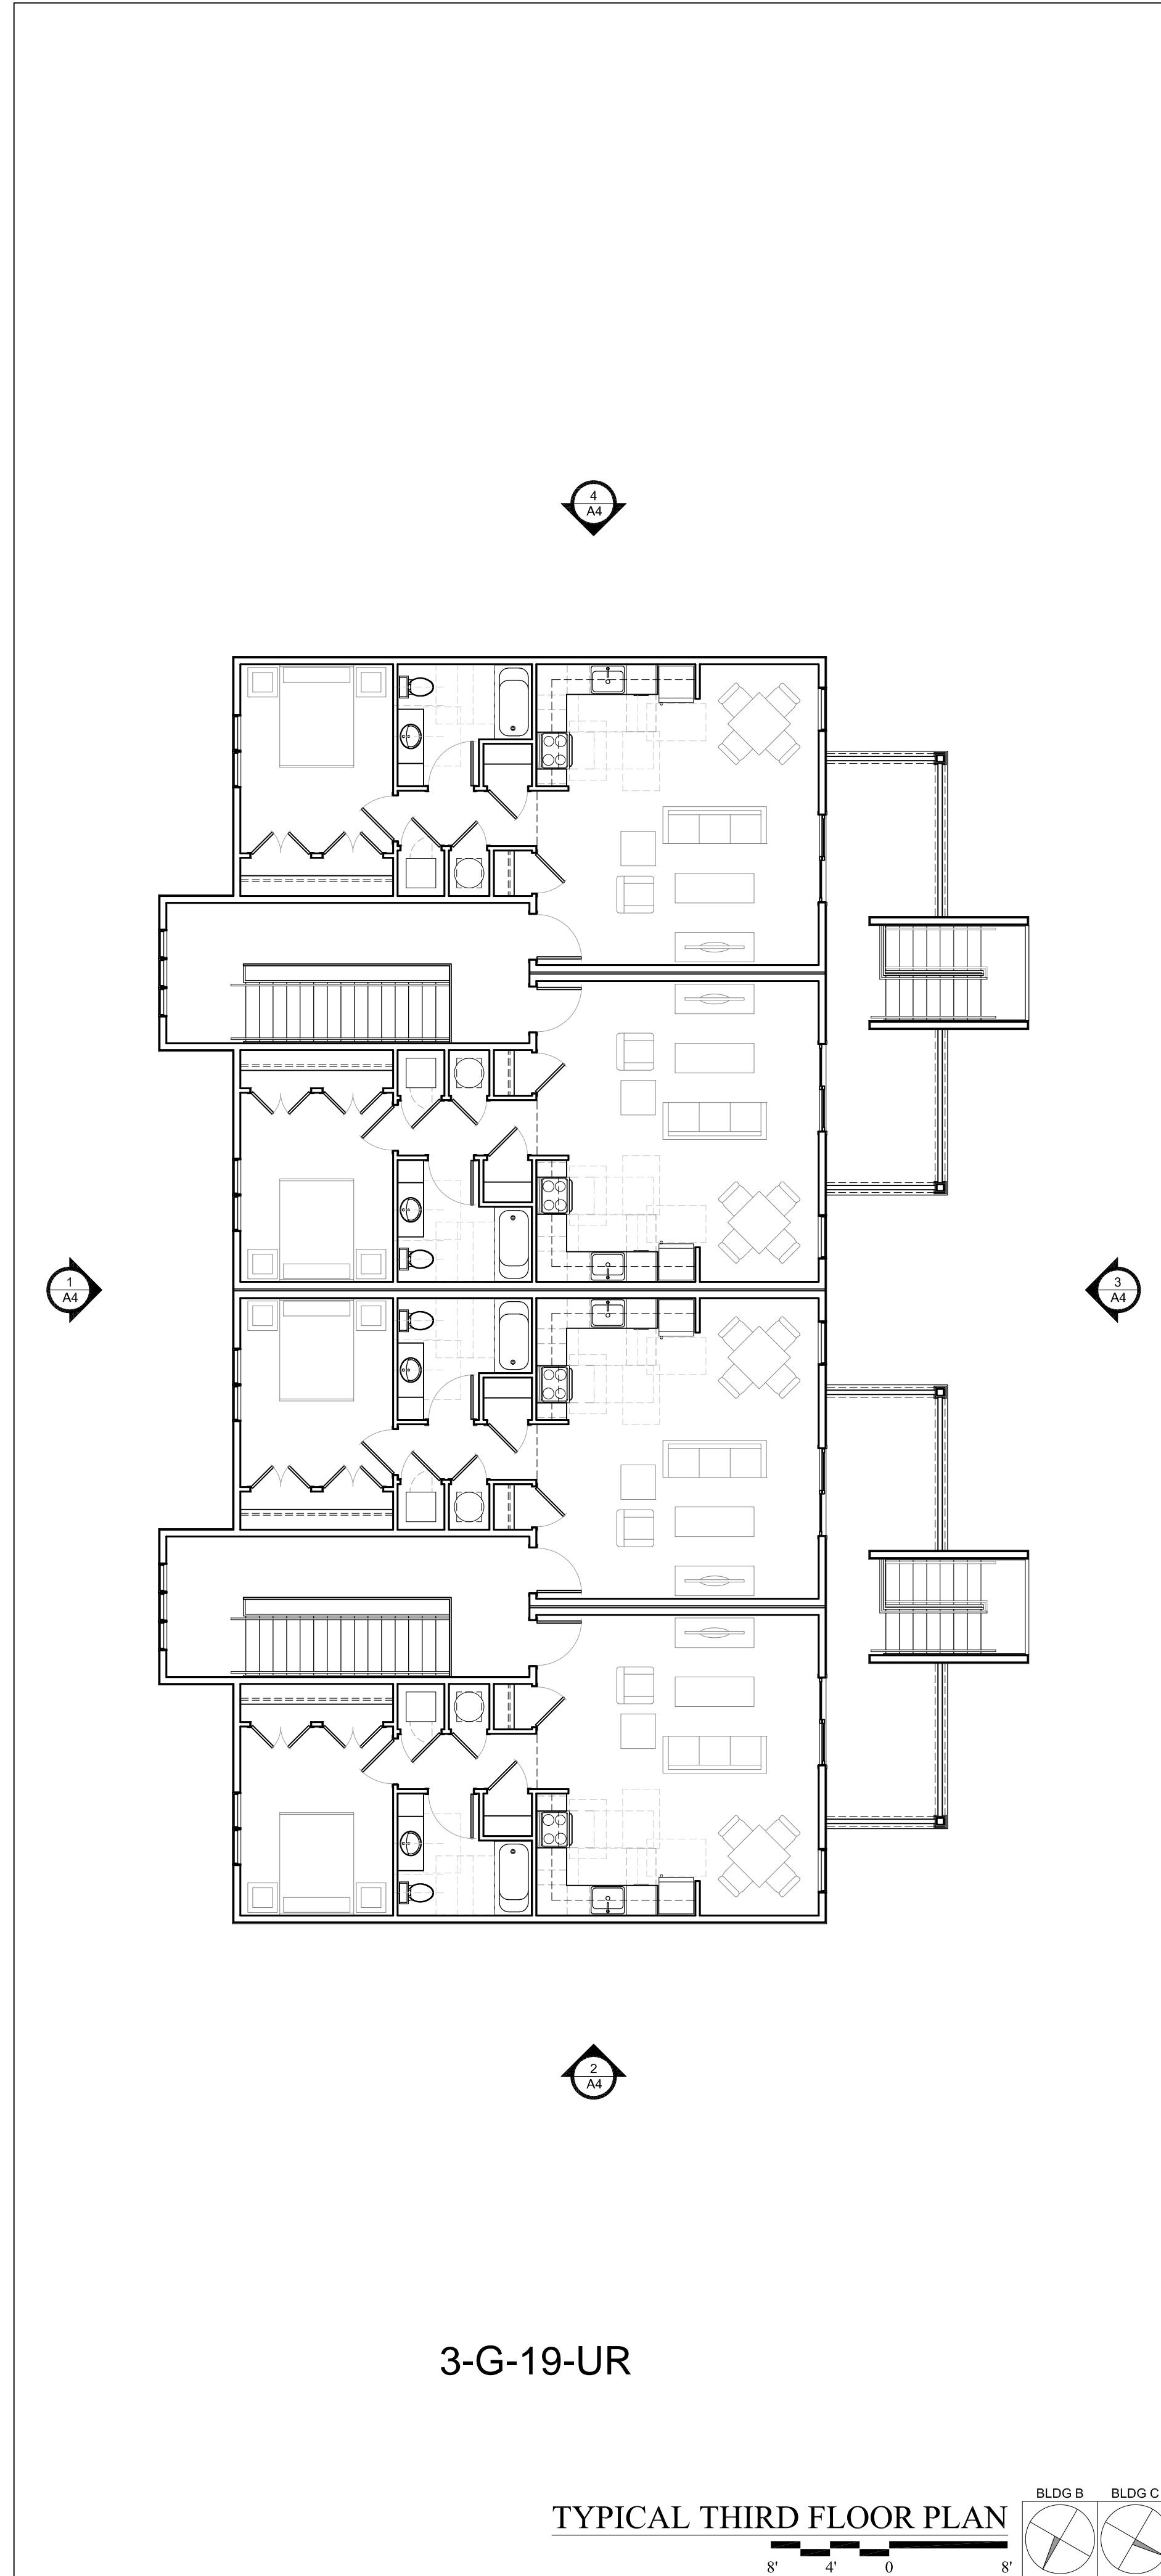 4
A4
1
A4
3
A4
2
A4
3-G-19-UR
BLDG B BLDG C
TYPICAL THIRD FLOOR PLAN
8' 4' 0 8'